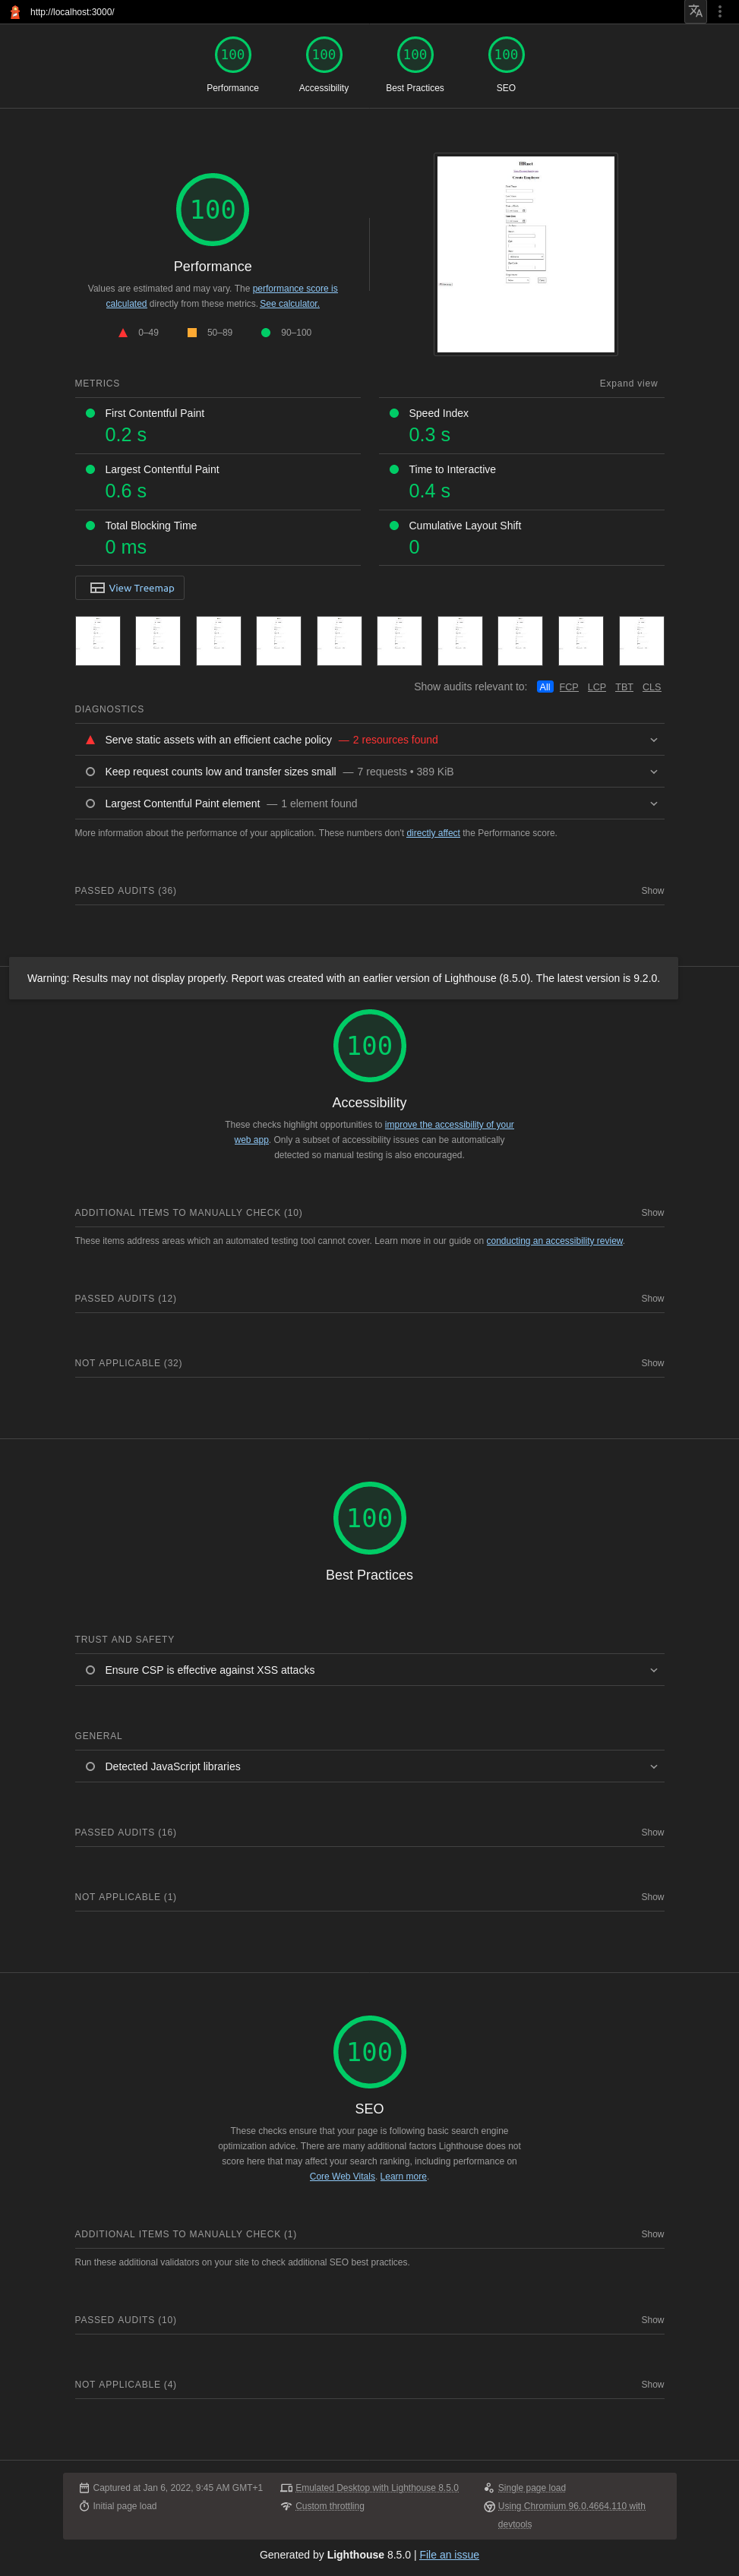 http://localhost:3000/
100 100 100 100
Performance Accessibility Best Practices SEO
100
Performance
Values are estimated and may vary. The performance score is
calculated directly from these metrics. See calculator.
0–49 50–89 90–100
HRnet
Create Employee
METRICS Expand view
First Contentful Paint
0.2 s
Speed Index
0.3 s
Largest Contentful Paint
0.6 s
Time to Interactive
0.4 s
Total Blocking Time
0 ms
Cumulative Layout Shift
0
View Treemap
Show audits relevant to: All FCP LCP TBT CLS
DIAGNOSTICS
Serve static assets with an efficient cache policy — 2 resources found
Keep request counts low and transfer sizes small — 7 requests • 389 KiB
Largest Contentful Paint element — 1 element found
More information about the performance of your application. These numbers don't directly affect the Performance score.
PASSED AUDITS (36) Show
Warning: Results may not display properly. Report was created with an earlier version of Lighthouse (8.5.0). The latest version is 9.2.0.
100
Accessibility
These checks highlight opportunities to improve the accessibility of your
web app. Only a subset of accessibility issues can be automatically
detected so manual testing is also encouraged.
ADDITIONAL ITEMS TO MANUALLY CHECK (10) Show
These items address areas which an automated testing tool cannot cover. Learn more in our guide on conducting an accessibility review.
PASSED AUDITS (12) Show
NOT APPLICABLE (32) Show
100
Best Practices
TRUST AND SAFETY
Ensure CSP is effective against XSS attacks
GENERAL
Detected JavaScript libraries
PASSED AUDITS (16) Show
NOT APPLICABLE (1) Show
100
SEO
These checks ensure that your page is following basic search engine
optimization advice. There are many additional factors Lighthouse does not
score here that may affect your search ranking, including performance on
Core Web Vitals. Learn more.
ADDITIONAL ITEMS TO MANUALLY CHECK (1) Show
Run these additional validators on your site to check additional SEO best practices.
PASSED AUDITS (10) Show
NOT APPLICABLE (4) Show
Captured at Jan 6, 2022, 9:45 AM GMT+1
Emulated Desktop with Lighthouse 8.5.0
Single page load
Initial page load
Custom throttling
Using Chromium 96.0.4664.110 with
devtools
Generated by Lighthouse 8.5.0 | File an issue